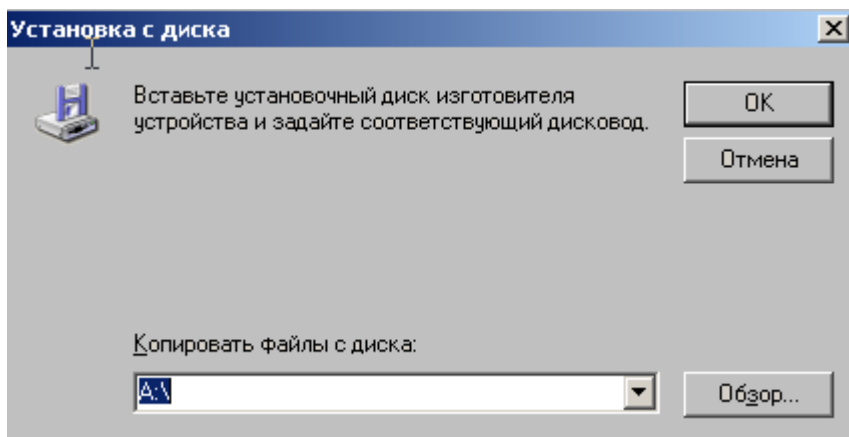 Установка с диска
Вставьте установочный диск изготовителя
устройства и задайте соответствующий дисковод.
OK
Отмена
Копировать файлы с диска:
A:\
Обзор...